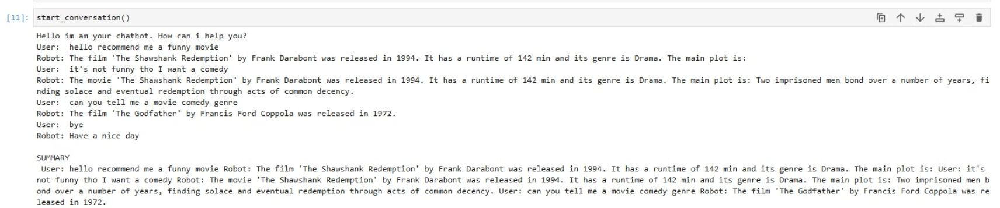 [11]: start_conversation()
Hello im am your chatbot. How can i help you?
User:  hello recommend me a funny movie
Robot: The film 'The Shawshank Redemption' by Frank Darabont was released in 1994. It has a runtime of 142 min and its genre is Drama. The main plot is:
User:  it's not funny tho I want a comedy
Robot: The movie 'The Shawshank Redemption' by Frank Darabont was released in 1994. It has a runtime of 142 min and its genre is Drama. The main plot is: Two imprisoned men bond over a number of years, fi
nding solace and eventual redemption through acts of common decency.
User:  can you tell me a movie comedy genre
Robot: The film 'The Godfather' by Francis Ford Coppola was released in 1972.
User:  bye
Robot: Have a nice day
SUMMARY
User: hello recommend me a funny movie Robot: The film 'The Shawshank Redemption' by Frank Darabont was released in 1994. It has a runtime of 142 min and its genre is Drama. The main plot is: User: it's
not funny tho I want a comedy Robot: The movie 'The Shawshank Redemption' by Frank Darabont was released in 1994. It has a runtime of 142 min and its genre is Drama. The main plot is: Two imprisoned men b
ond over a number of years, finding solace and eventual redemption through acts of common decency. User: can you tell me a movie comedy genre Robot: The film 'The Godfather' by Francis Ford Coppola was re
leased in 1972.